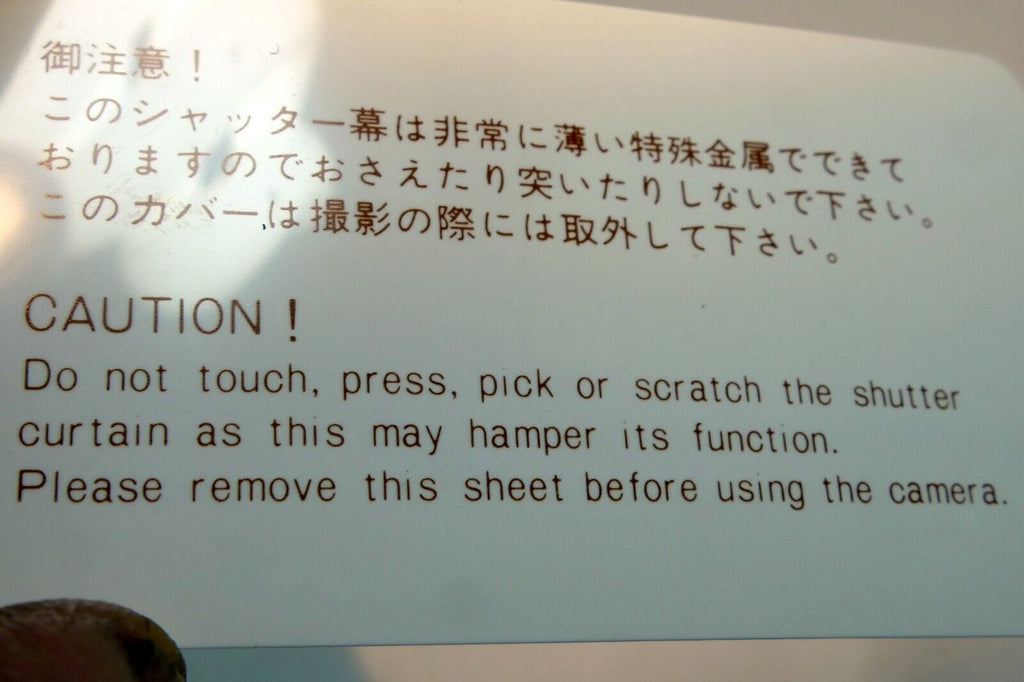 御注意！
このシャッター幕は非常に薄い特殊金属でできて
おりますのでおさえたり突いたりしないで下さい。
このカバーは撮影の際には取外して下さい。
CAUTION !
Do not touch, press, pick or scratch the shutter
curtain as this may hamper its function.
Please remove this sheet before using the camera.